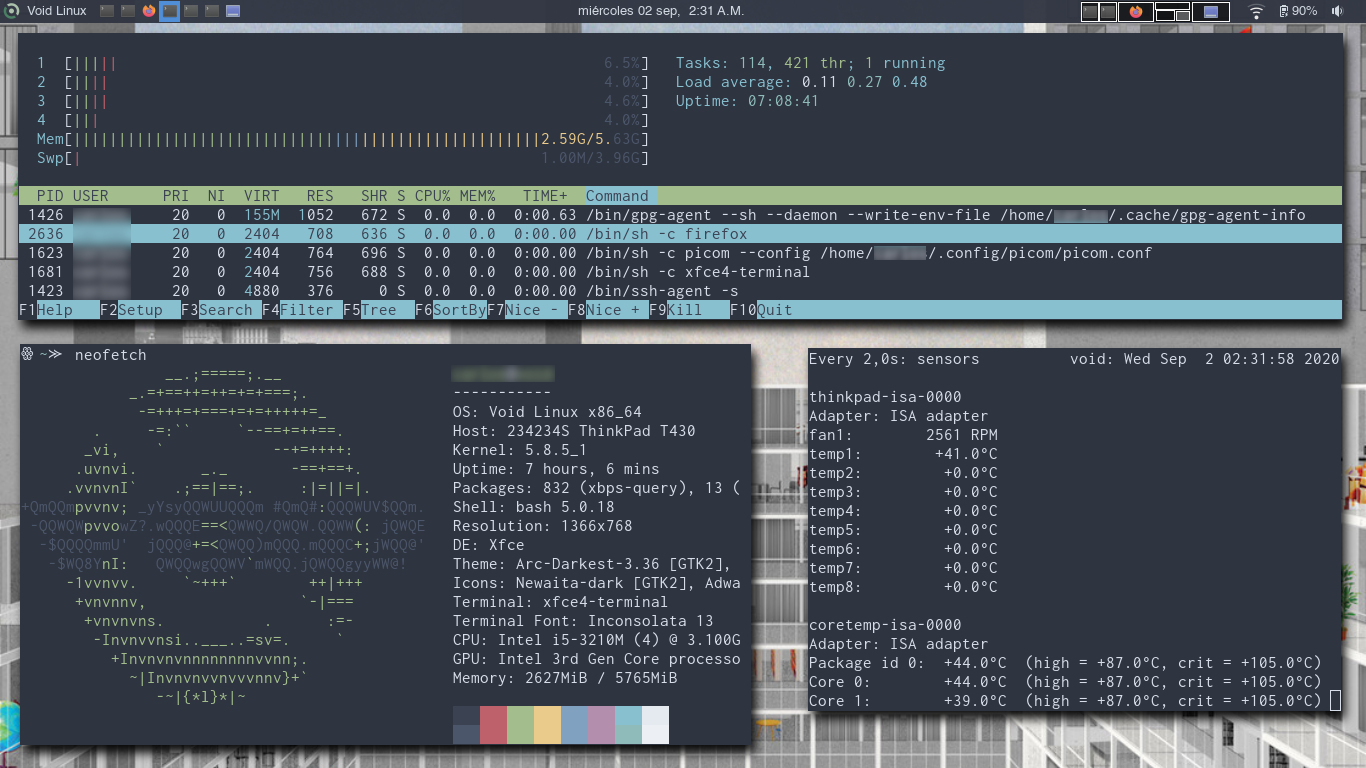 Void Linux
miércoles 02 sep, 2:31 A.M.
90%
1 [||||| 6.5%] Tasks: 114, 421 thr; 1 running
2 [|||| 4.0%] Load average: 0.11 0.27 0.48
3 [|||| 4.6%] Uptime: 07:08:41
4 [||| 4.0%]
Mem[||||||||||||||||||||||||||||||||||||||||||||||||||||2.59G/5.63G]
Swp[| 1.00M/3.96G]
PID USER PRI NI VIRT RES SHR S CPU% MEM% TIME+ Command
1426 20 0 155M 1052 672 S 0.0 0.0 0:00.63 /bin/gpg-agent --sh --daemon --write-env-file /home/ /.cache/gpg-agent-info
2636 20 0 2404 708 636 S 0.0 0.0 0:00.00 /bin/sh -c firefox
1623 20 0 2404 764 696 S 0.0 0.0 0:00.00 /bin/sh -c picom --config /home/ /.config/picom/picom.conf
1681 20 0 2404 756 688 S 0.0 0.0 0:00.00 /bin/sh -c xfce4-terminal
1423 20 0 4880 376 0 S 0.0 0.0 0:00.00 /bin/ssh-agent -s
F1Help F2Setup F3Search F4Filter F5Tree F6SortByF7Nice - F8Nice + F9Kill F10Quit
~≫ neofetch
-----------
OS: Void Linux x86_64
Host: 234234S ThinkPad T430
Kernel: 5.8.5_1
Uptime: 7 hours, 6 mins
Packages: 832 (xbps-query), 13 (
Shell: bash 5.0.18
Resolution: 1366x768
DE: Xfce
Theme: Arc-Darkest-3.36 [GTK2],
Icons: Newaita-dark [GTK2], Adwa
Terminal: xfce4-terminal
Terminal Font: Inconsolata 13
CPU: Intel i5-3210M (4) @ 3.100G
GPU: Intel 3rd Gen Core processo
Memory: 2627MiB / 5765MiB
Every 2,0s: sensors void: Wed Sep 2 02:31:58 2020
thinkpad-isa-0000
Adapter: ISA adapter
fan1: 2561 RPM
temp1: +41.0°C
temp2: +0.0°C
temp3: +0.0°C
temp4: +0.0°C
temp5: +0.0°C
temp6: +0.0°C
temp7: +0.0°C
temp8: +0.0°C
coretemp-isa-0000
Adapter: ISA adapter
Package id 0: +44.0°C (high = +87.0°C, crit = +105.0°C)
Core 0: +44.0°C (high = +87.0°C, crit = +105.0°C)
Core 1: +39.0°C (high = +87.0°C, crit = +105.0°C)